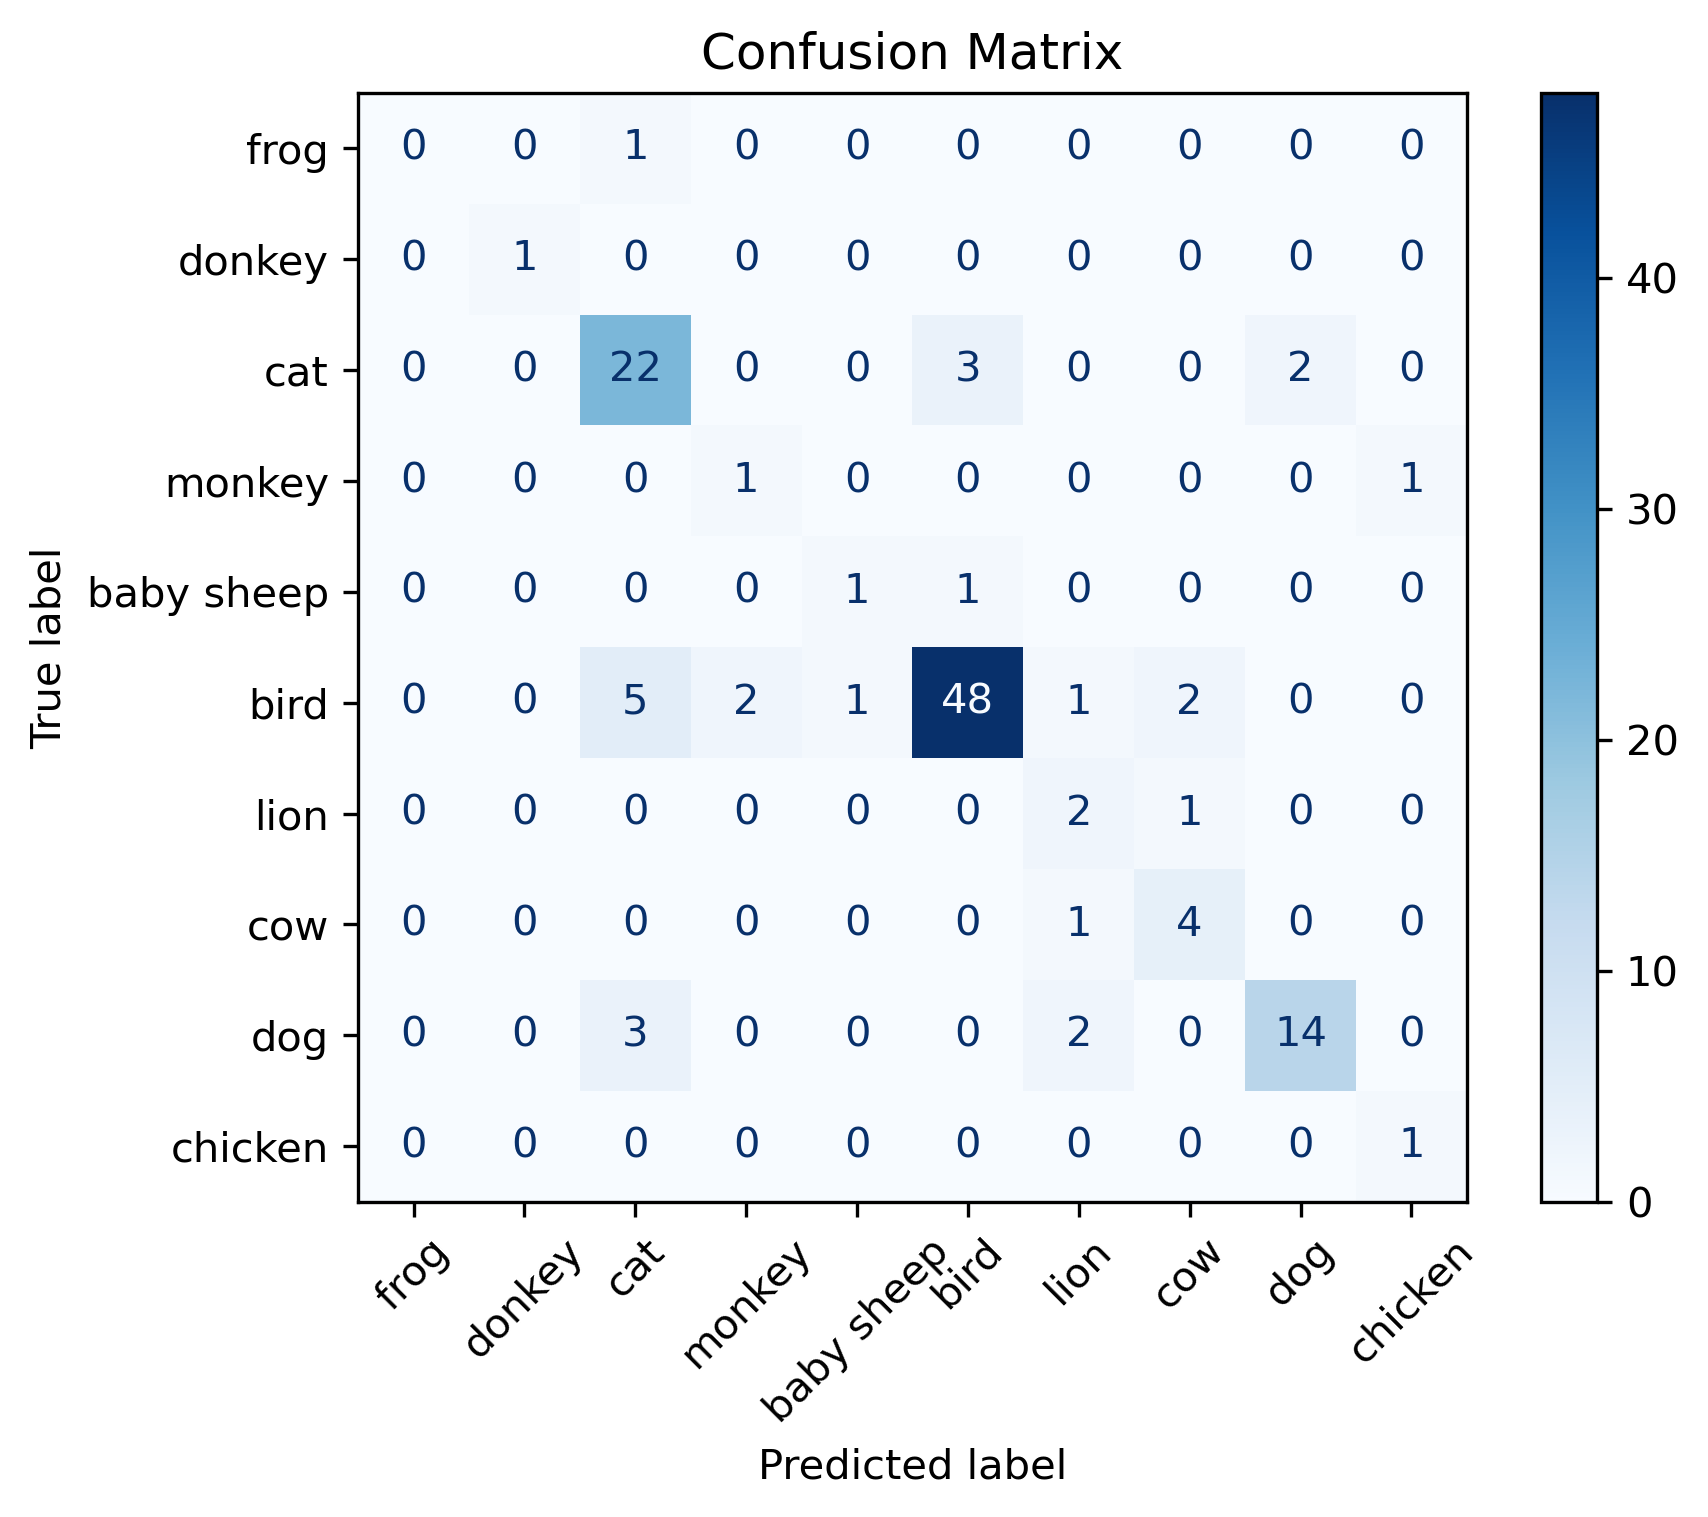 Confusion Matrix
frog 0 0 1 0 0 0 0 0 0 0
donkey 0 1 0 0 0 0 0 0 0 0
cat 0 0 22 0 0 3 0 0 2 0
monkey 0 0 0 1 0 0 0 0 0 1
baby sheep 0 0 0 0 1 1 0 0 0 0
bird 0 0 5 2 1 48 1 2 0 0
lion 0 0 0 0 0 0 2 1 0 0
cow 0 0 0 0 0 0 1 4 0 0
dog 0 0 3 0 0 0 2 0 14 0
chicken 0 0 0 0 0 0 0 0 0 1
True label
frog donkey cat monkey baby sheep bird lion cow dog chicken
Predicted label
40
30
20
10
0